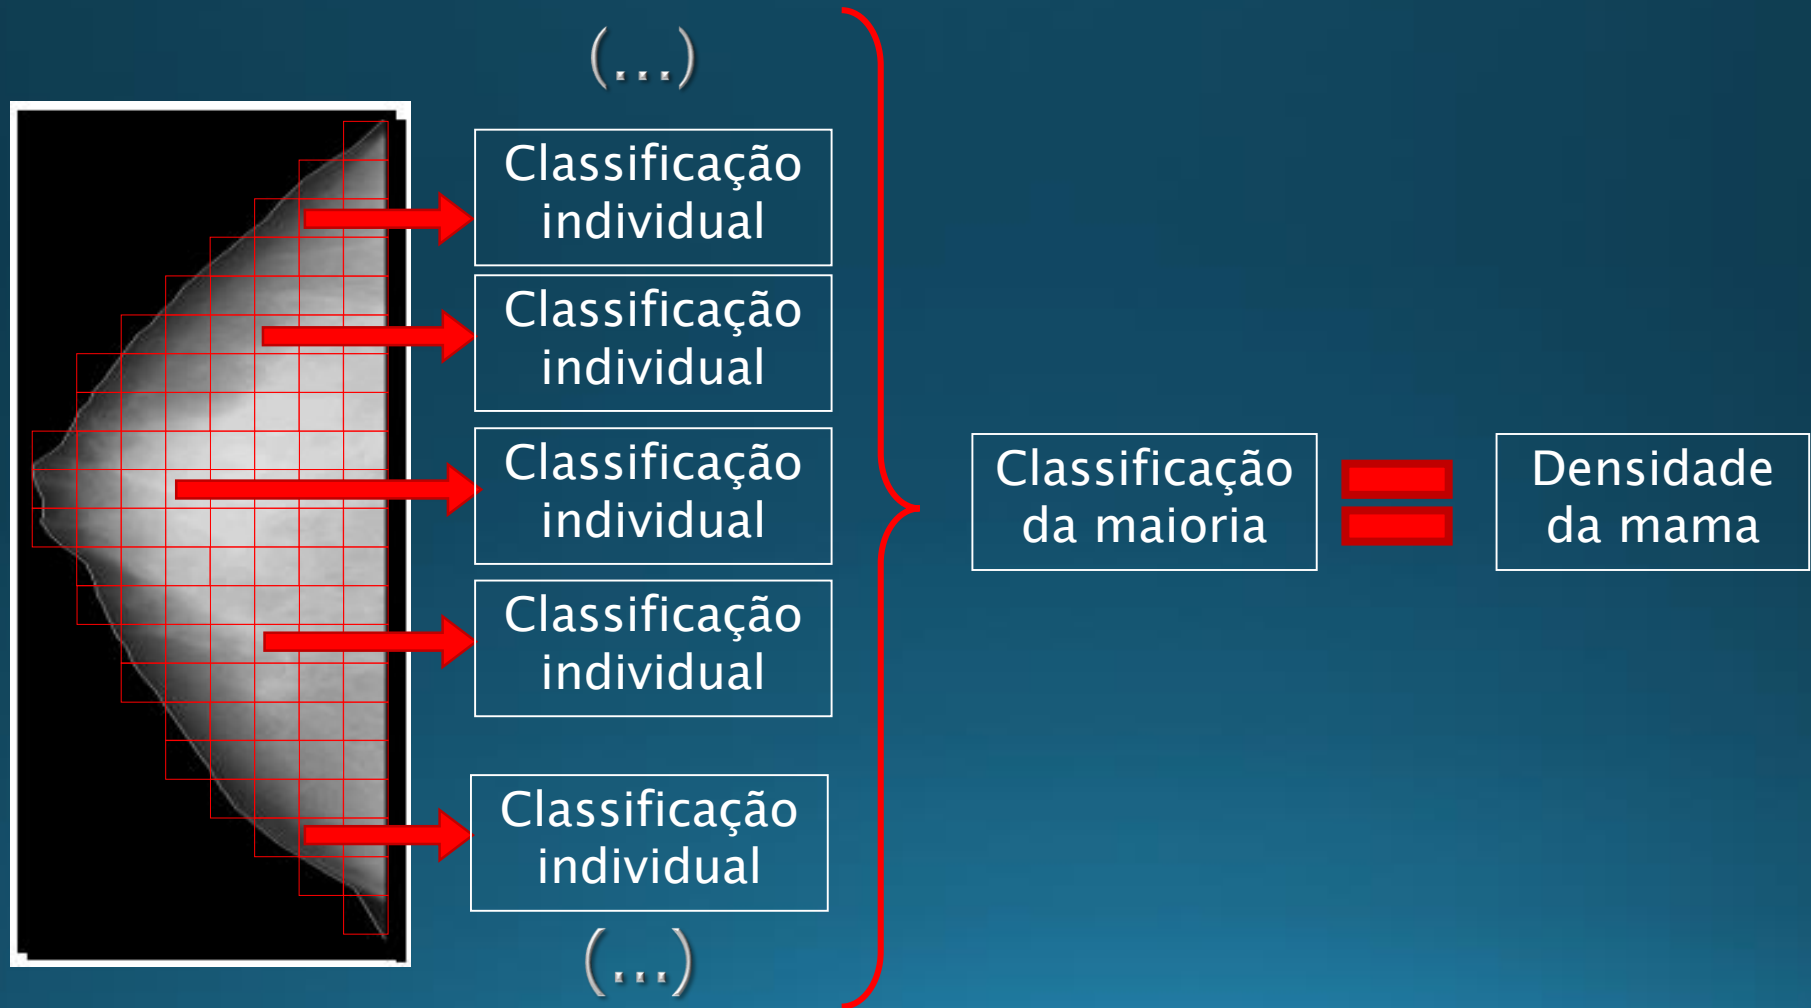 (...)
Classificação
individual
Classificação
individual
Classificação
individual
Classificação
individual
Classificação
individual
(...)
Classificação
da maioria
Densidade
da mama